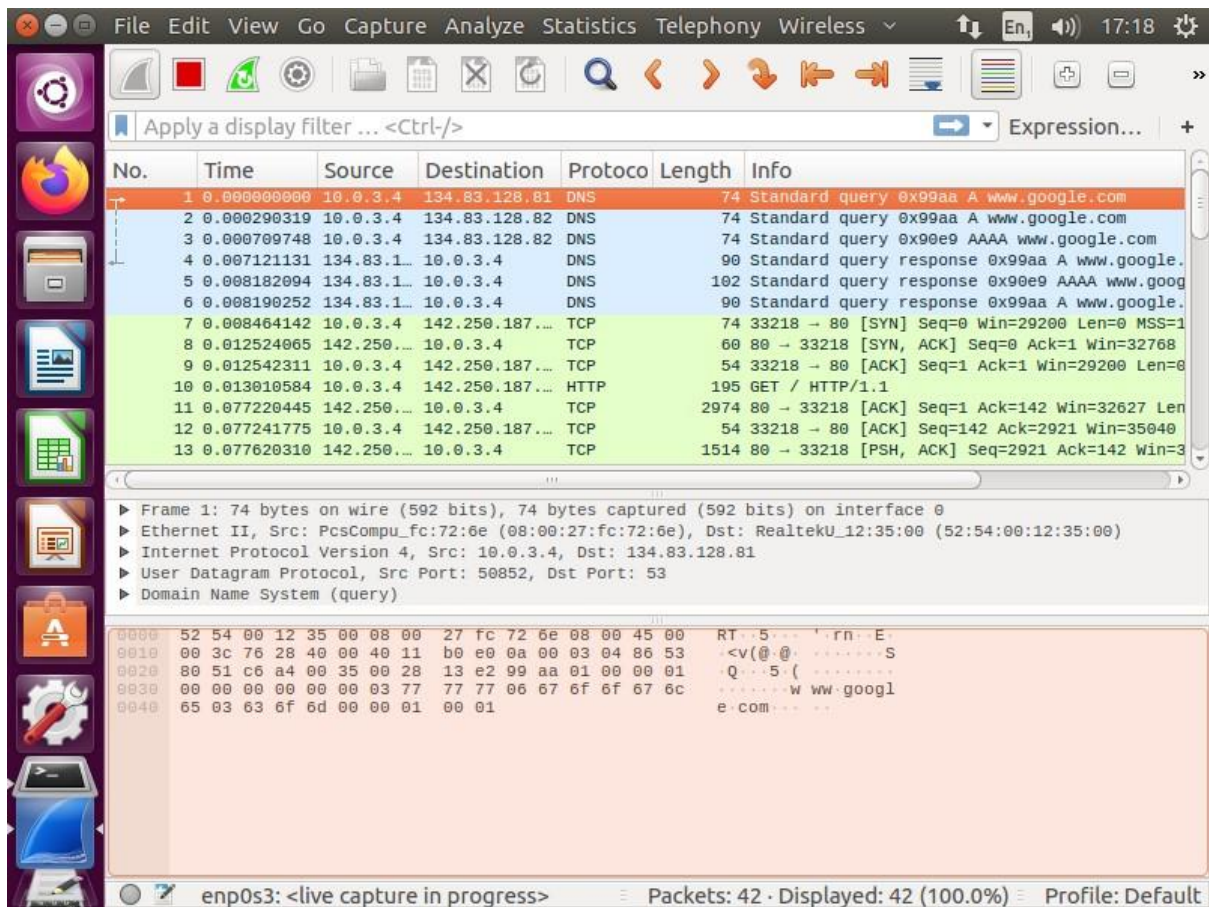 File Edit View Go Capture Analyze Statistics Telephony Wireless En 17:18
Apply a display filter ... <Ctrl-/> Expression... +
No. Time Source Destination Protoco Length Info
1 0.000000000 10.0.3.4 134.83.128.81 DNS 74 Standard query 0x99aa A www.google.com
2 0.000290319 10.0.3.4 134.83.128.82 DNS 74 Standard query 0x99aa A www.google.com
3 0.000709748 10.0.3.4 134.83.128.82 DNS 74 Standard query 0x90e9 AAAA www.google.com
4 0.007121131 134.83.1… 10.0.3.4 DNS 90 Standard query response 0x99aa A www.google.
5 0.008182094 134.83.1… 10.0.3.4 DNS 102 Standard query response 0x90e9 AAAA www.goog
6 0.008190252 134.83.1… 10.0.3.4 DNS 90 Standard query response 0x99aa A www.google.
7 0.008464142 10.0.3.4 142.250.187.… TCP 74 33218 → 80 [SYN] Seq=0 Win=29200 Len=0 MSS=1
8 0.012524065 142.250.… 10.0.3.4 TCP 60 80 → 33218 [SYN, ACK] Seq=0 Ack=1 Win=32768
9 0.012542311 10.0.3.4 142.250.187.… TCP 54 33218 → 80 [ACK] Seq=1 Ack=1 Win=29200 Len=0
10 0.013010584 10.0.3.4 142.250.187.… HTTP 195 GET / HTTP/1.1
11 0.077220445 142.250.… 10.0.3.4 TCP 2974 80 → 33218 [ACK] Seq=1 Ack=142 Win=32627 Len
12 0.077241775 10.0.3.4 142.250.187.… TCP 54 33218 → 80 [ACK] Seq=142 Ack=2921 Win=35040
13 0.077620310 142.250.… 10.0.3.4 TCP 1514 80 → 33218 [PSH, ACK] Seq=2921 Ack=142 Win=3
Frame 1: 74 bytes on wire (592 bits), 74 bytes captured (592 bits) on interface 0
Ethernet II, Src: PcsCompu_fc:72:6e (08:00:27:fc:72:6e), Dst: RealtekU_12:35:00 (52:54:00:12:35:00)
Internet Protocol Version 4, Src: 10.0.3.4, Dst: 134.83.128.81
User Datagram Protocol, Src Port: 50852, Dst Port: 53
Domain Name System (query)
0000 52 54 00 12 35 00 08 00 27 fc 72 6e 08 00 45 00 RT··5··· '·rn··E·
0010 00 3c 76 28 40 00 40 11 b0 e0 0a 00 03 04 86 53 ·<v(@·@· ·······S
0020 80 51 c6 a4 00 35 00 28 13 e2 99 aa 01 00 00 01 ·Q···5·( ········
0030 00 00 00 00 00 00 03 77 77 77 06 67 6f 6f 67 6c ·······w ww·googl
0040 65 03 63 6f 6d 00 00 01 00 01 e·com··· ··
enp0s3: <live capture in progress> Packets: 42 · Displayed: 42 (100.0%) Profile: Default